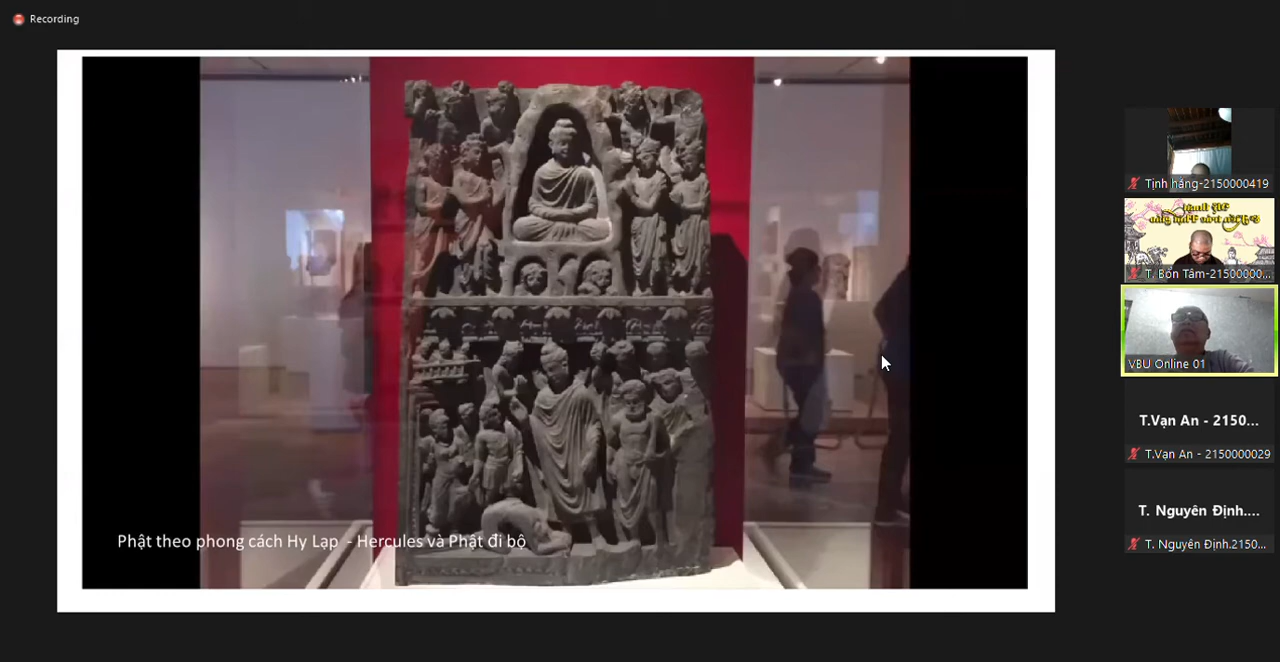 Recording
Phật theo phong cách Hy Lạp - Hercules và Phật đi bộ
Tịnh háng-2150000419
T. Bổn Tâm-21500000...
VBU Online 01
T.Vạn An - 2150...
T.Vạn An - 2150000029
T. Nguyên Định....
T. Nguyên Định.2150...